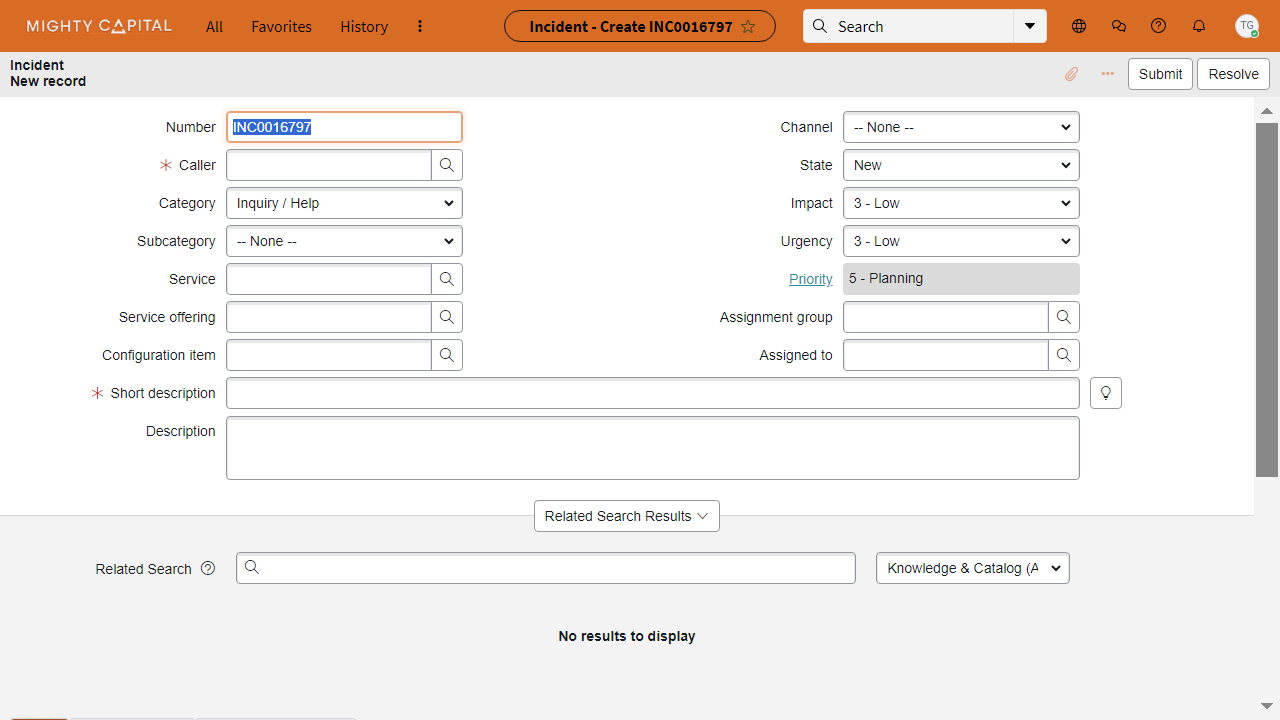 MIGHTY CAPITAL
All
Favorites
History
Incident - Create INC0016797
Search
TG
Incident
New record
Submit
Resolve
Number
INC0016797
Channel
-- None --
Caller
State
New
Category
Inquiry / Help
Impact
3 - Low
Subcategory
-- None --
Urgency
3 - Low
Service
Priority
5 - Planning
Service offering
Assignment group
Configuration item
Assigned to
Short description
Description
Related Search Results
Related Search
Knowledge & Catalog (A
No results to display